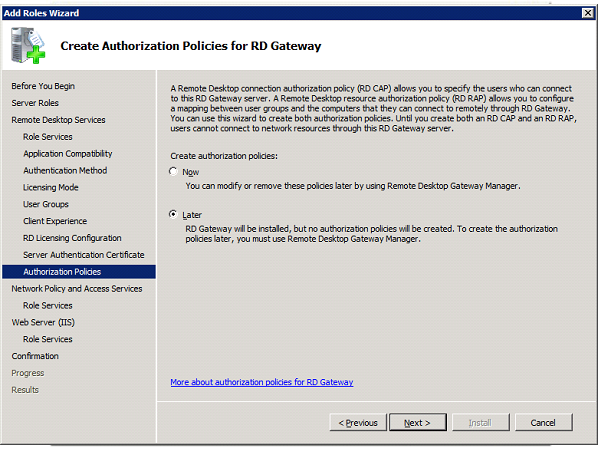 Add Roles Wizard
Create Authorization Policies for RD Gateway
Before You Begin
Server Roles
Remote Desktop Services
Role Services
Application Compatibility
Authentication Method
Licensing Mode
User Groups
Client Experience
RD Licensing Configuration
Server Authentication Certificate
Authorization Policies
Network Policy and Access Services
Role Services
Web Server (IIS)
Role Services
Confirmation
Progress
Results
A Remote Desktop connection authorization policy (RD CAP) allows you to specify the users who can connect
to this RD Gateway server. A Remote Desktop resource authorization policy (RD RAP) allows you to configure
a mapping between user groups and the computers that they can connect to remotely through RD Gateway.
You can use this wizard to create both authorization policies. Until you create both an RD CAP and an RD RAP,
users cannot connect to network resources through this RD Gateway server.
Create authorization policies:
Now
You can modify or remove these policies later by using Remote Desktop Gateway Manager.
Later
RD Gateway will be installed, but no authorization policies will be created. To create the authorization
policies later, you must use Remote Desktop Gateway Manager.
More about authorization policies for RD Gateway
< Previous
Next >
Install
Cancel